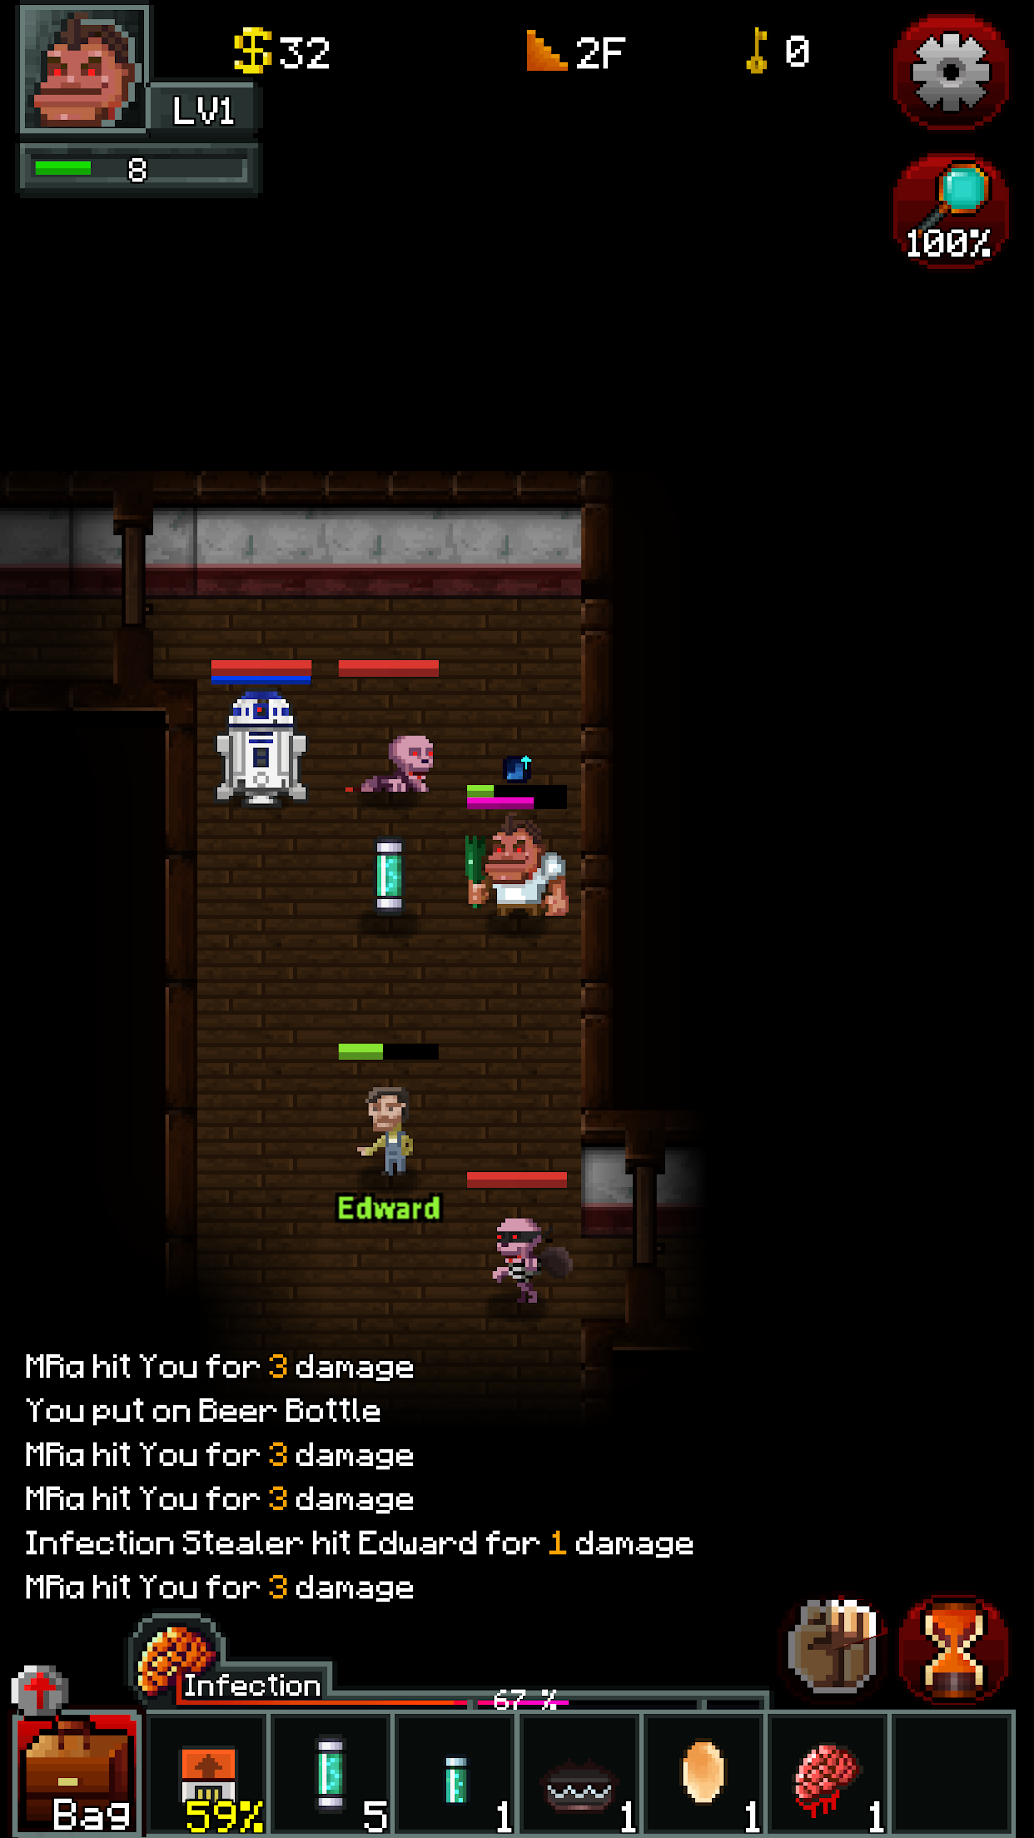 $32
2F
0
LV1
8
100%
Edward
MRa hit You for 3 damage
You put on Beer Bottle
MRa hit You for 3 damage
MRa hit You for 3 damage
Infection Stealer hit Edward for 1 damage
MRa hit You for 3 damage
Infection
67 %
Bag
59%
5
1
1
1
1